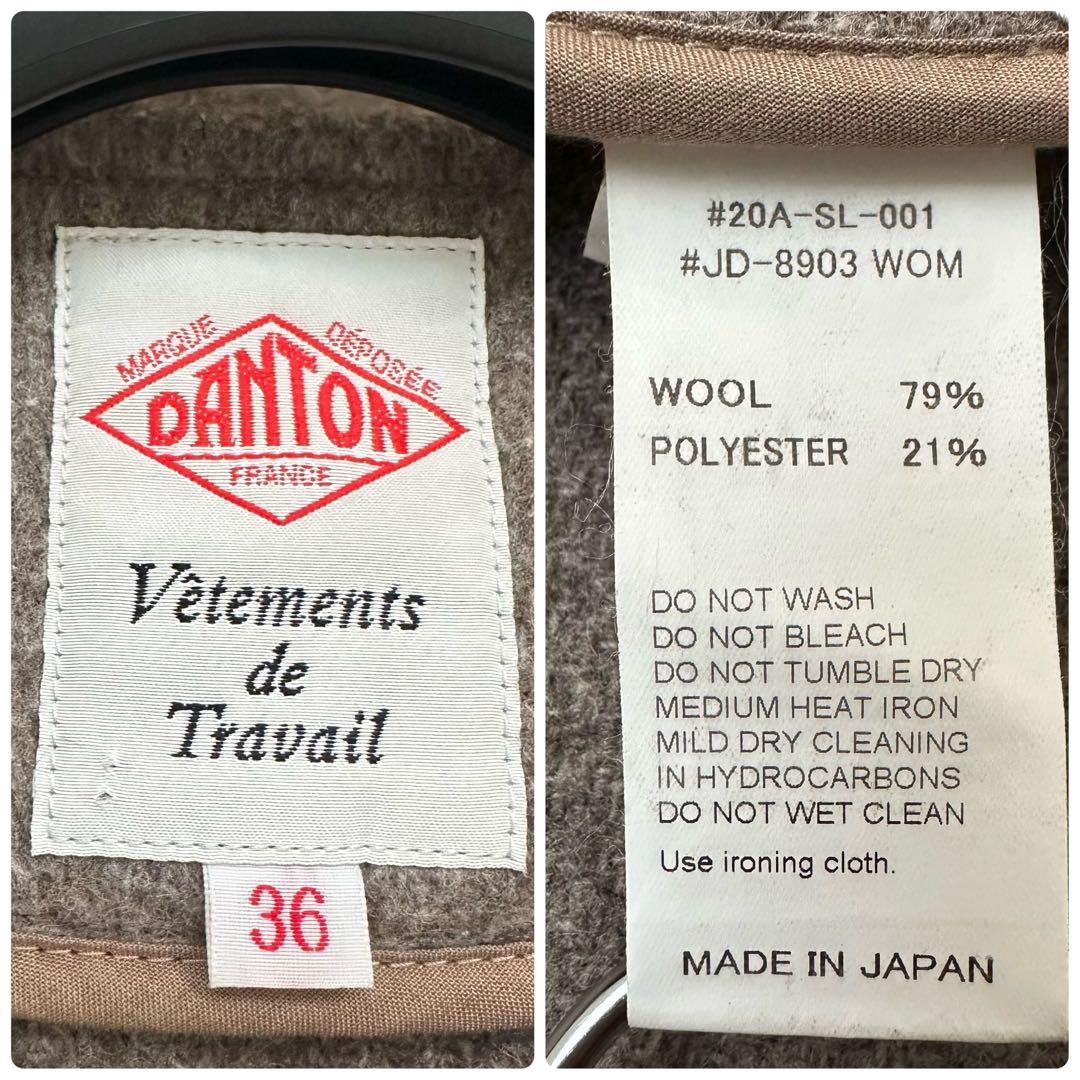 MARQUE DÉPOSÉE
DANTON
FRANCE
Vêtements
de
Travail
36
#20A-SL-001
#JD-8903 WOM
WOOL 79%
POLYESTER 21%
DO NOT WASH
DO NOT BLEACH
DO NOT TUMBLE DRY
MEDIUM HEAT IRON
MILD DRY CLEANING
IN HYDROCARBONS
DO NOT WET CLEAN
Use ironing cloth.
MADE IN JAPAN